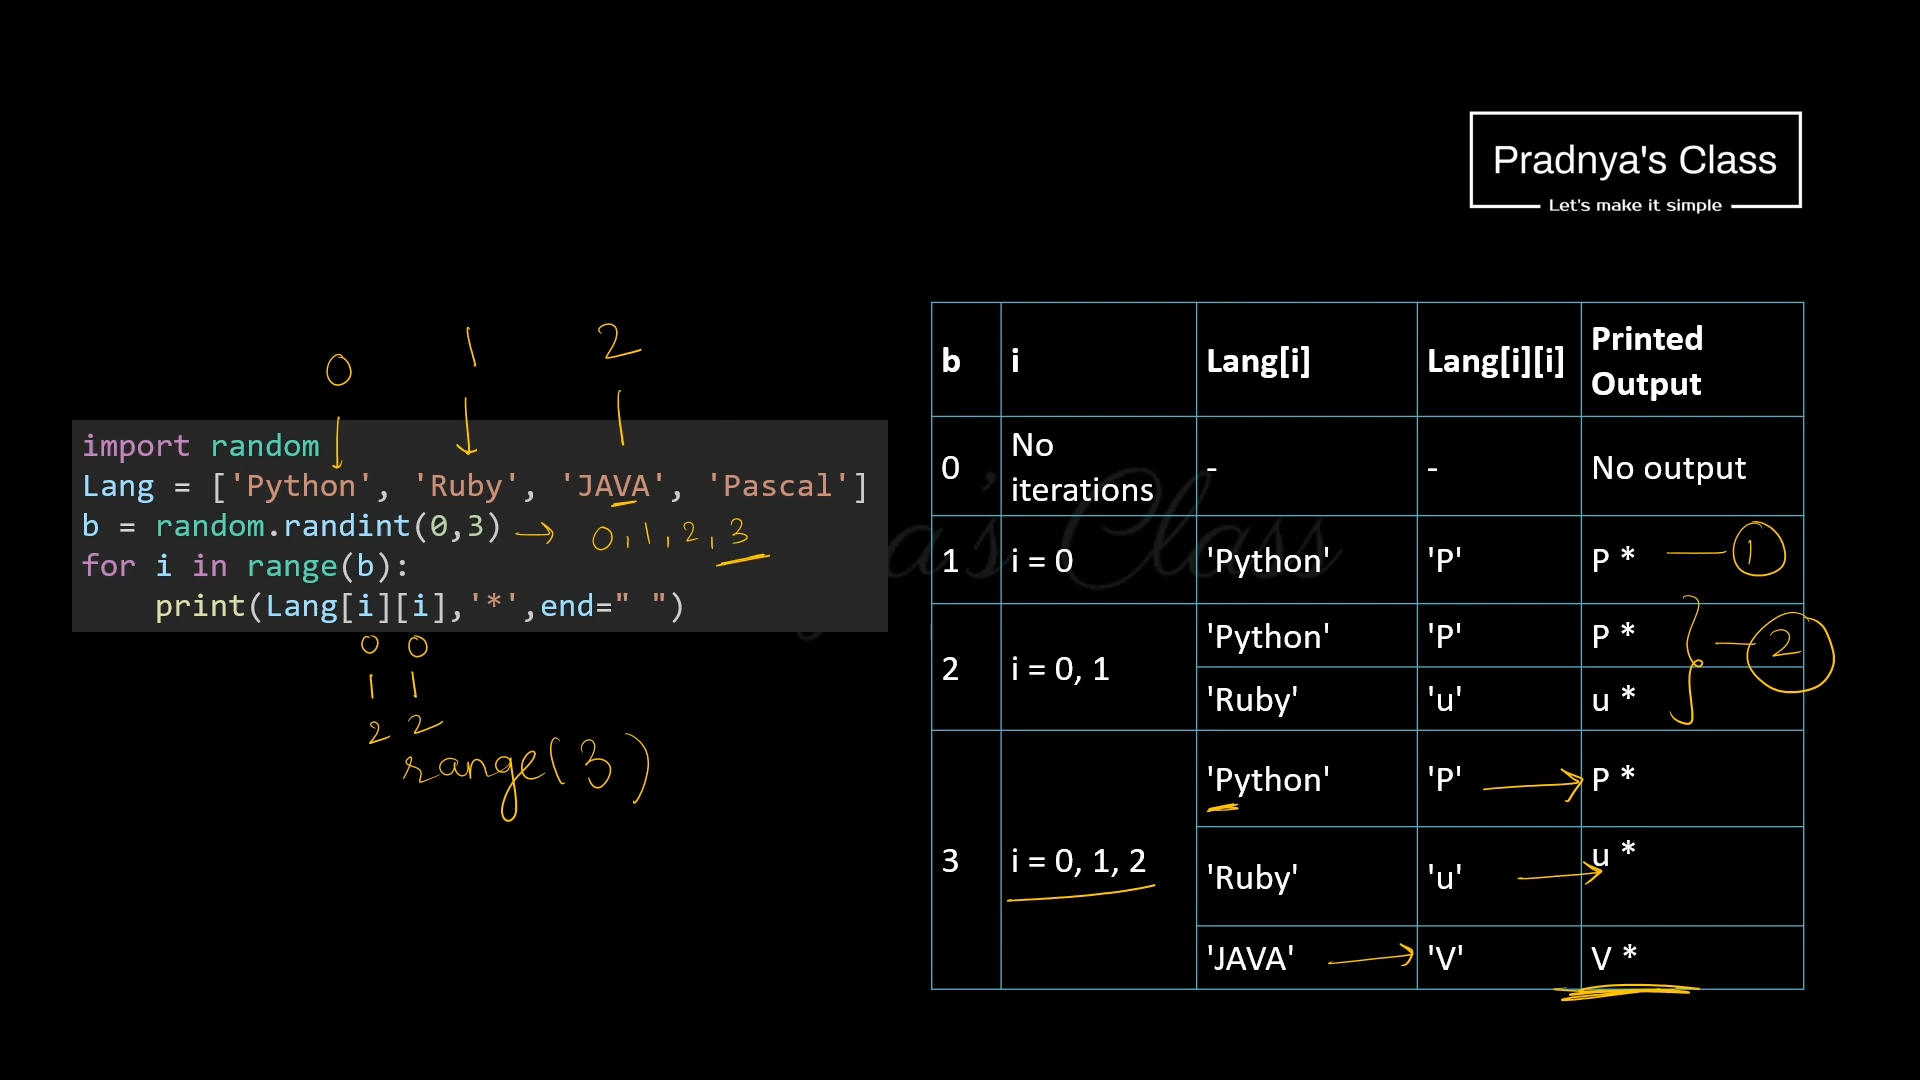 Pradnya's Class
Let's make it simple
0 1 2
import random
Lang = ['Python', 'Ruby', 'JAVA', 'Pascal']
b = random.randint(0,3) → 0, 1, 2, 3
for i in range(b):
    print(Lang[i][i],'*',end=" ")
0 0
1 1
2 2
range(3)
b i Lang[i] Lang[i][i] Printed Output
0 No iterations - - No output
1 i = 0 'Python' 'P' P * 1
2 i = 0, 1 'Python' 'P' P * 2
'Ruby' 'u' u *
3 i = 0, 1, 2 'Python' 'P' P *
'Ruby' 'u' u *
'JAVA' 'V' V *
a's Class